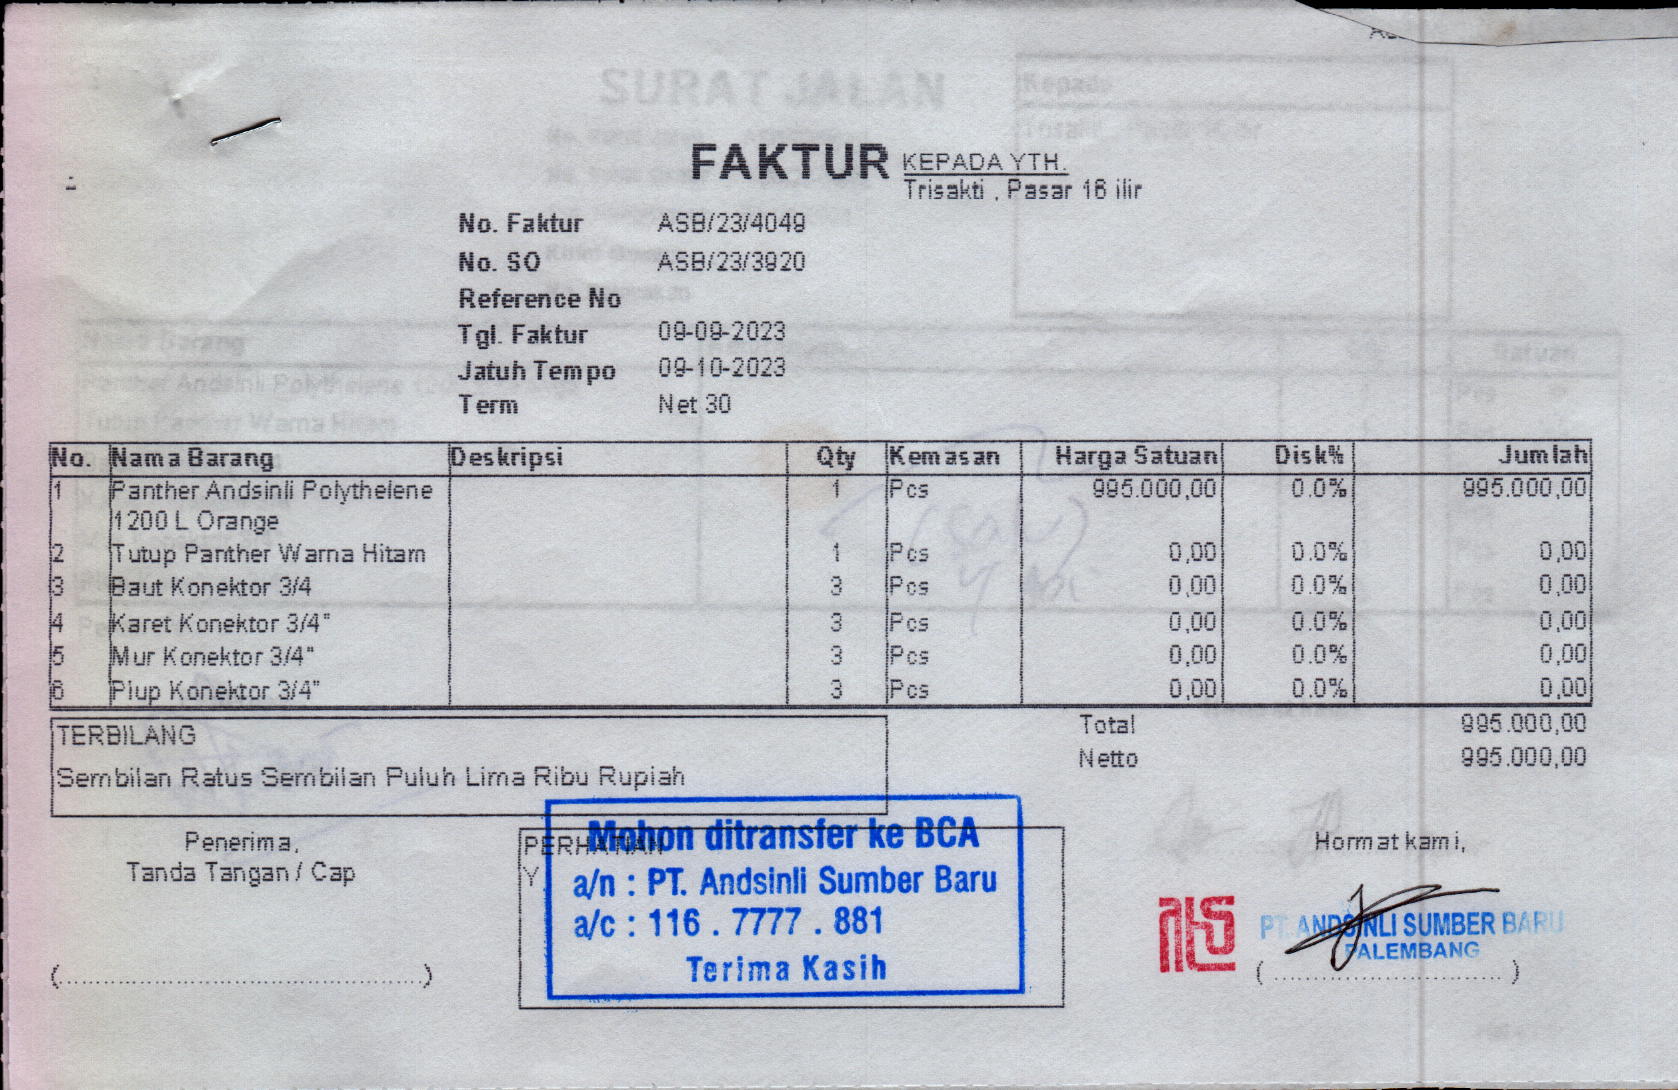 SURAT JALAN
Kepada
FAKTUR KEPADA YTH.
Trisakti , Pasar 16 ilir
No. Faktur ASB/23/4049
No. SO ASB/23/3920
Reference No
Tgl. Faktur 09-09-2023
Jatuh Tempo 09-10-2023
Term Net 30
No. Nama Barang Deskripsi Qty Kemasan Harga Satuan Disk% Jumlah
1 Panther Andsinli Polythelene 1 Pcs 995.000,00 0.0% 995.000,00
1200 L Orange
2 Tutup Panther Warna Hitam 1 Pcs 0,00 0.0% 0,00
3 Baut Konektor 3/4 3 Pcs 0,00 0.0% 0,00
4 Karet Konektor 3/4" 3 Pcs 0,00 0.0% 0,00
5 Mur Konektor 3/4" 3 Pcs 0,00 0.0% 0,00
6 Plup Konektor 3/4" 3 Pcs 0,00 0.0% 0,00
Total 995.000,00
Netto 995.000,00
TERBILANG
Sembilan Ratus Sembilan Puluh Lima Ribu Rupiah
Penerima,
Tanda Tangan / Cap
PERHATIAN
Mohon ditransfer ke BCA
a/n : PT. Andsinli Sumber Baru
a/c : 116 . 7777 . 881
Terima Kasih
Hormat kami,
PT. ANDSINLI SUMBER BARU
PALEMBANG